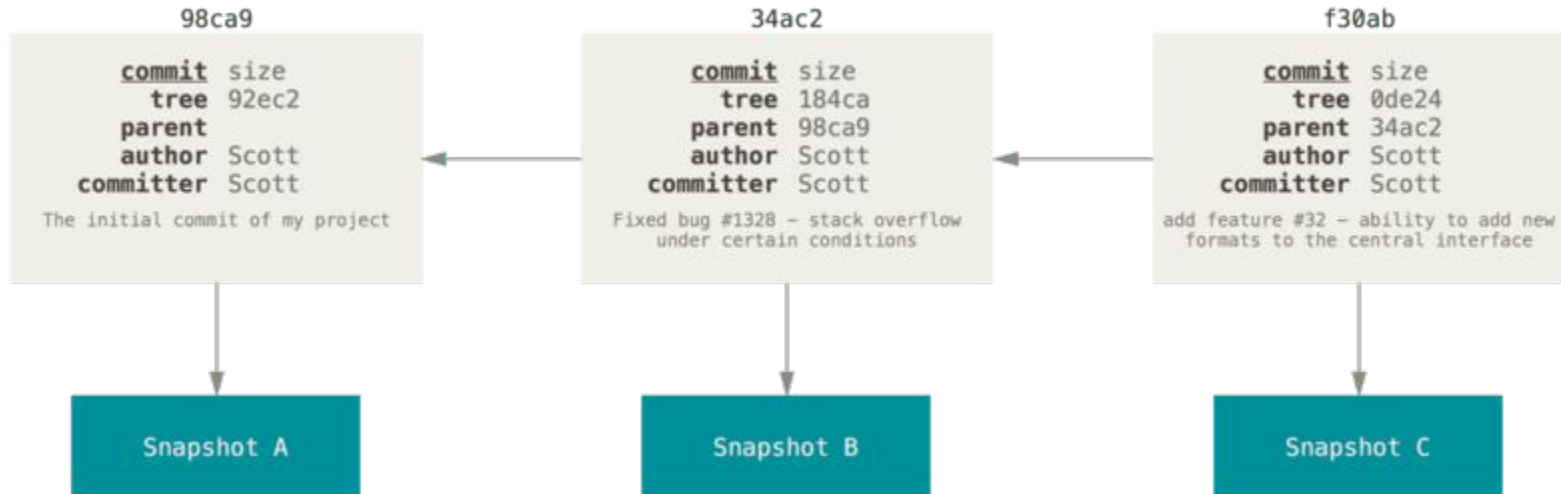 98ca9
commit size
tree 92ec2
parent
author Scott
committer Scott
The initial commit of my project
Snapshot A
34ac2
commit size
tree 184ca
parent 98ca9
author Scott
committer Scott
Fixed bug #1328 – stack overflow
under certain conditions
Snapshot B
f30ab
commit size
tree 0de24
parent 34ac2
author Scott
committer Scott
add feature #32 – ability to add new
formats to the central interface
Snapshot C